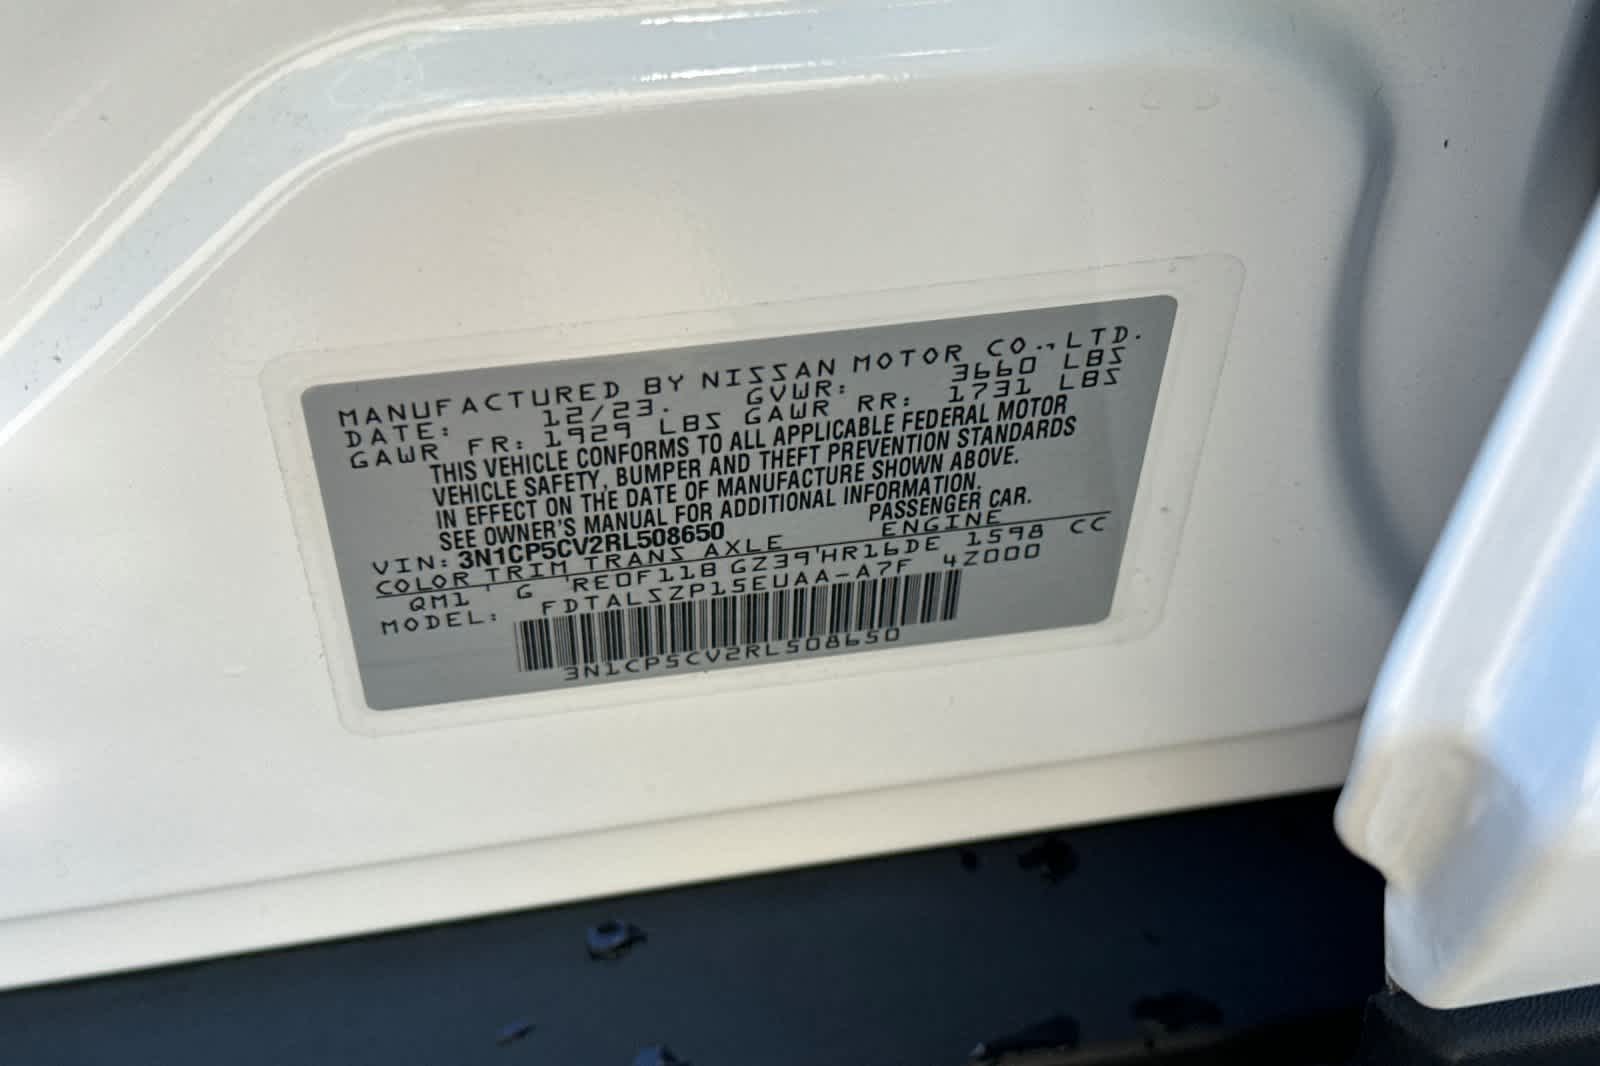 MANUFACTURED BY NISSAN MOTOR CO., LTD.
DATE: 12/23. GVWR: 3660 LBS
GAWR FR: 1929 LBS GAWR RR: 1731 LBS
THIS VEHICLE CONFORMS TO ALL APPLICABLE FEDERAL MOTOR
VEHICLE SAFETY, BUMPER AND THEFT PREVENTION STANDARDS
IN EFFECT ON THE DATE OF MANUFACTURE SHOWN ABOVE.
SEE OWNER'S MANUAL FOR ADDITIONAL INFORMATION.
VIN: 3N1CP5CV2RL508650 PASSENGER CAR.
COLOR TRIM TRANS AXLE ENGINE
QM1 ' G 'RE0F11B GZ39'HR16DE 1598 CC
MODEL: FDTALSZP15EUAA-A7F 4Z000
3N1CP5CV2RL508650